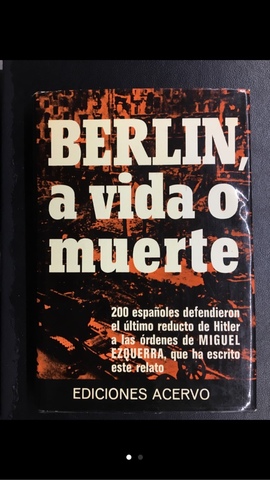 BERLIN,
a vida o
muerte
200 españoles defendieron
el último reducto de Hitler
a las órdenes de MIGUEL
EZQUERRA, que ha escrito
este relato
EDICIONES ACERVO